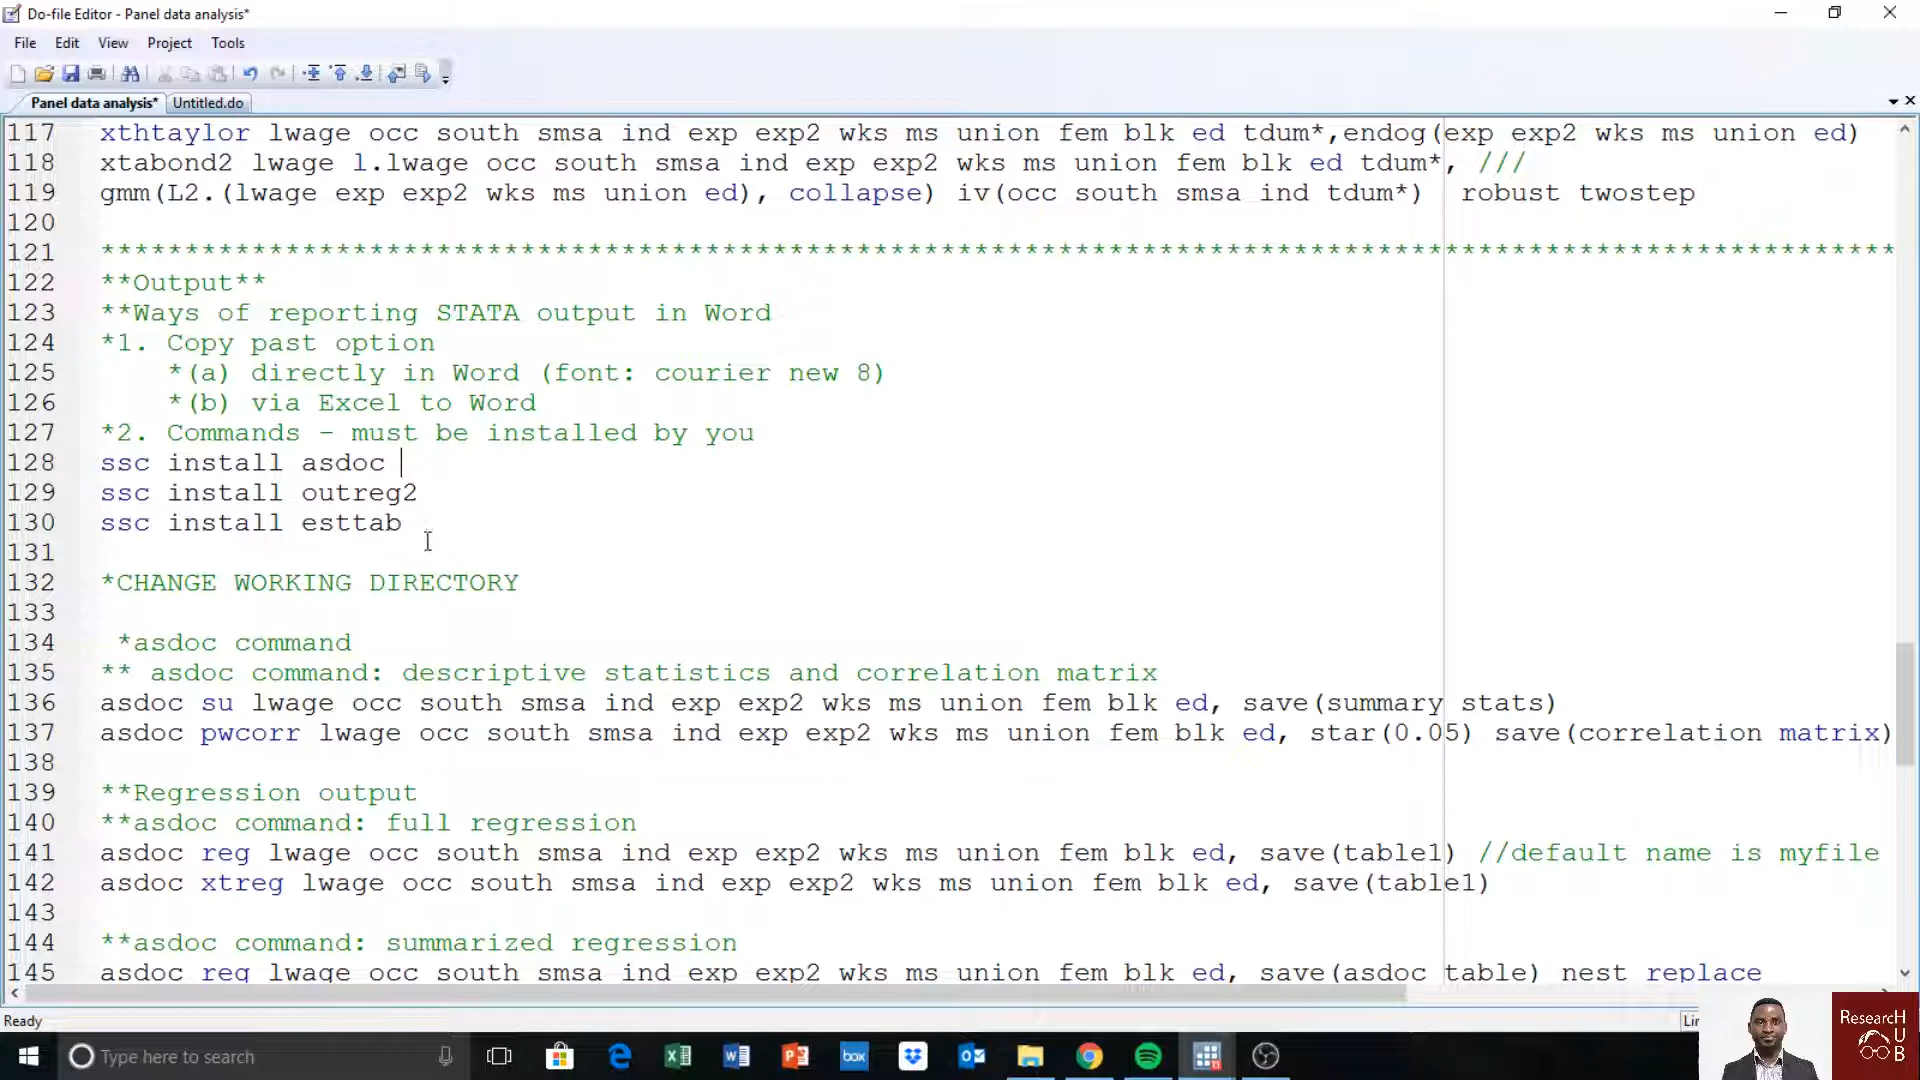 Do-file Editor - Panel data analysis*
File Edit View Project Tools
Panel data analysis* Untitled.do
117 xthtaylor lwage occ south smsa ind exp exp2 wks ms union fem blk ed tdum*,endog(exp exp2 wks ms union ed)
118 xtabond2 lwage l.lwage occ south smsa ind exp exp2 wks ms union fem blk ed tdum*, ///
119 gmm(L2.(lwage exp exp2 wks ms union ed), collapse) iv(occ south smsa ind tdum*) robust twostep
120
121 ***********************************************************************************************************
122 **Output**
123 **Ways of reporting STATA output in Word
124 *1. Copy past option
125 *(a) directly in Word (font: courier new 8)
126 *(b) via Excel to Word
127 *2. Commands - must be installed by you
128 ssc install asdoc
129 ssc install outreg2
130 ssc install esttab
131
132 *CHANGE WORKING DIRECTORY
133
134 *asdoc command
135 ** asdoc command: descriptive statistics and correlation matrix
136 asdoc su lwage occ south smsa ind exp exp2 wks ms union fem blk ed, save(summary stats)
137 asdoc pwcorr lwage occ south smsa ind exp exp2 wks ms union fem blk ed, star(0.05) save(correlation matrix)
138
139 **Regression output
140 **asdoc command: full regression
141 asdoc reg lwage occ south smsa ind exp exp2 wks ms union fem blk ed, save(table1) //default name is myfile
142 asdoc xtreg lwage occ south smsa ind exp exp2 wks ms union fem blk ed, save(table1)
143
144 **asdoc command: summarized regression
145 asdoc reg lwage occ south smsa ind exp exp2 wks ms union fem blk ed, save(asdoc table) nest replace
Ready
ResearcH
U
B
Type here to search
box